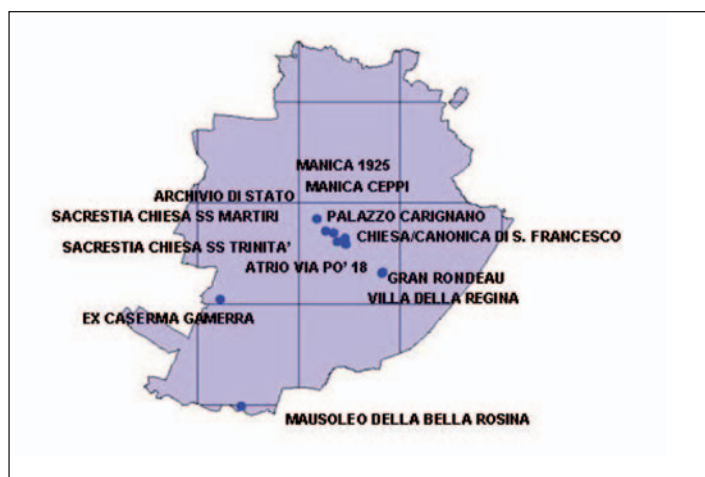 MANICA 1925
MANICA CEPPI
ARCHIVIO DI STATO
SACRESTIA CHIESA SS MARTIRI
PALAZZO CARIGNANO
CHIESA/CANONICA DI S. FRANCESCO
SACRESTIA CHIESA SS TRINITA'
ATRIO VIA PO' 18
GRAN RONDEAU
VILLA DELLA REGINA
EX CASERMA GAMERRA
MAUSOLEO DELLA BELLA ROSINA